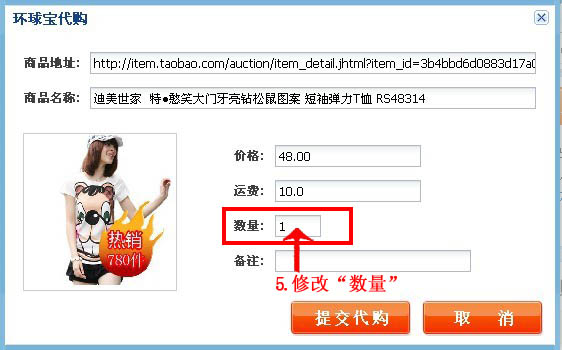 环球宝代购
商品地址: http://item.taobao.com/auction/item_detail.jhtml?item_id=3b4bbd6d0883d17a0
商品名称: 迪美世家 特●憨笑大门牙亮钻松鼠图案 短袖弹力T恤 RS48314
价格: 48.00
运费: 10.0
数量: 1
备注:
5.修改“数量”
热销
780件
提交代购
取 消